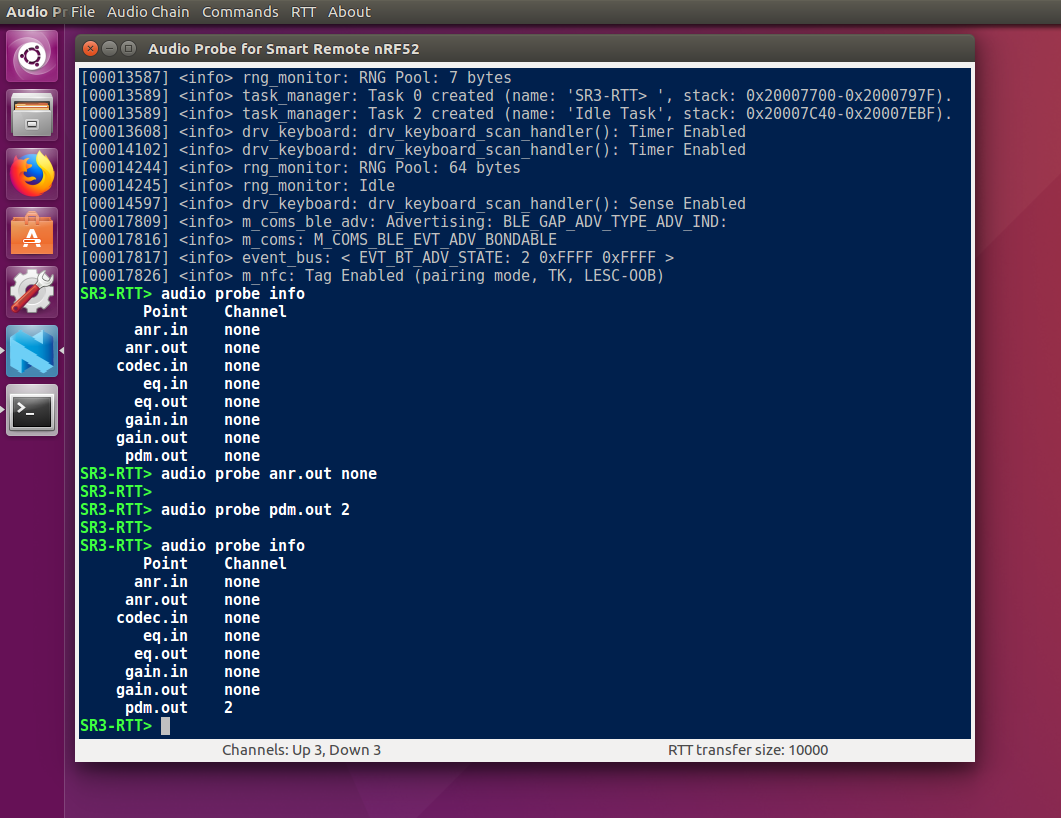 Audio Pr File Audio Chain Commands RTT About
Audio Probe for Smart Remote nRF52
[00013587] <info> rng_monitor: RNG Pool: 7 bytes
[00013589] <info> task_manager: Task 0 created (name: 'SR3-RTT> ', stack: 0x20007700-0x2000797F).
[00013589] <info> task_manager: Task 2 created (name: 'Idle Task', stack: 0x20007C40-0x20007EBF).
[00013608] <info> drv_keyboard: drv_keyboard_scan_handler(): Timer Enabled
[00014102] <info> drv_keyboard: drv_keyboard_scan_handler(): Timer Enabled
[00014244] <info> rng_monitor: RNG Pool: 64 bytes
[00014245] <info> rng_monitor: Idle
[00014597] <info> drv_keyboard: drv_keyboard_scan_handler(): Sense Enabled
[00017809] <info> m_coms_ble_adv: Advertising: BLE_GAP_ADV_TYPE_ADV_IND:
[00017816] <info> m_coms: M_COMS_BLE_EVT_ADV_BONDABLE
[00017817] <info> event_bus: < EVT_BT_ADV_STATE: 2 0xFFFF 0xFFFF >
[00017826] <info> m_nfc: Tag Enabled (pairing mode, TK, LESC-OOB)
SR3-RTT> audio probe info
Point Channel
anr.in none
anr.out none
codec.in none
eq.in none
eq.out none
gain.in none
gain.out none
pdm.out none
SR3-RTT> audio probe anr.out none
SR3-RTT>
SR3-RTT> audio probe pdm.out 2
SR3-RTT>
SR3-RTT> audio probe info
Point Channel
anr.in none
anr.out none
codec.in none
eq.in none
eq.out none
gain.in none
gain.out none
pdm.out 2
SR3-RTT>
Channels: Up 3, Down 3 RTT transfer size: 10000